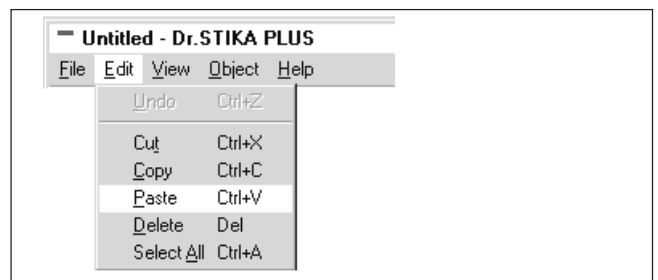 Untitled - Dr.STIKA PLUS
File Edit View Object Help
Undo Ctrl+Z
Cut Ctrl+X
Copy Ctrl+C
Paste Ctrl+V
Delete Del
Select All Ctrl+A